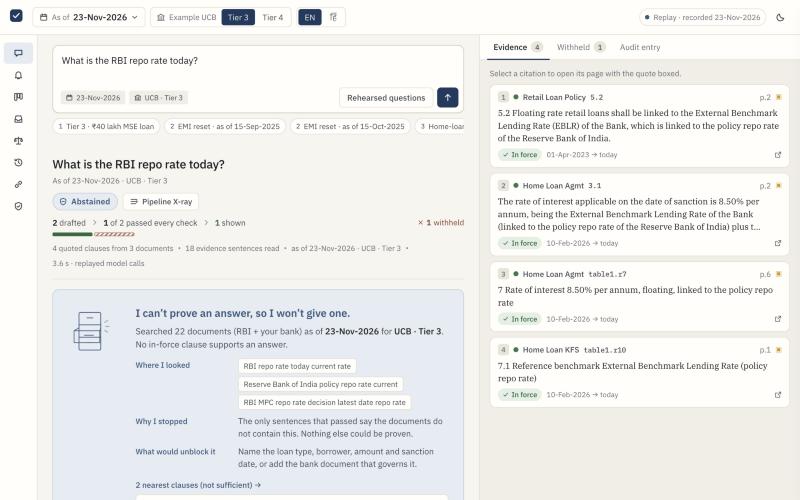 As of 23-Nov-2026
Example UCB Tier 3 Tier 4
EN हिं
Replay · recorded 23-Nov-2026
What is the RBI repo rate today?
23-Nov-2026 UCB · Tier 3
Rehearsed questions
1 Tier 3 · ₹40 lakh MSE loan
2 EMI reset · as of 15-Sep-2025
2 EMI reset · as of 15-Oct-2025
3 Home-loan
What is the RBI repo rate today?
As of 23-Nov-2026 · UCB · Tier 3
Abstained Pipeline X-ray
2 drafted > 1 of 2 passed every check > 1 shown
× 1 withheld
4 quoted clauses from 3 documents • 18 evidence sentences read • as of 23-Nov-2026 · UCB · Tier 3 •
3.6 s · replayed model calls
I can't prove an answer, so I won't give one.
Searched 22 documents (RBI + your bank) as of 23-Nov-2026 for UCB · Tier 3.
No in-force clause supports an answer.
Where I looked
RBI repo rate today current rate
Reserve Bank of India policy repo rate current
RBI MPC repo rate decision latest date repo rate
Why I stopped
The only sentences that passed say the documents do
not contain this. Nothing else could be proven.
What would unblock it
Name the loan type, borrower, amount and sanction
date, or add the bank document that governs it.
2 nearest clauses (not sufficient) →
Evidence 4 Withheld 1 Audit entry
Select a citation to open its page with the quote boxed.
1 Retail Loan Policy 5.2 p.2
5.2 Floating rate retail loans shall be linked to the External Benchmark
Lending Rate (EBLR) of the Bank, which is linked to the policy repo rate
of the Reserve Bank of India.
✓ In force 01-Apr-2023 → today
2 Home Loan Agmt 3.1 p.2
The rate of interest applicable on the date of sanction is 8.50% per
annum, being the External Benchmark Lending Rate of the Bank
(linked to the policy repo rate of the Reserve Bank of India) plus t...
✓ In force 10-Feb-2026 → today
3 Home Loan Agmt table1.r7 p.6
7 Rate of interest 8.50% per annum, floating, linked to the policy repo
rate
✓ In force 10-Feb-2026 → today
4 Home Loan KFS table1.r10 p.1
7.1 Reference benchmark External Benchmark Lending Rate (policy
repo rate)
✓ In force 10-Feb-2026 → today